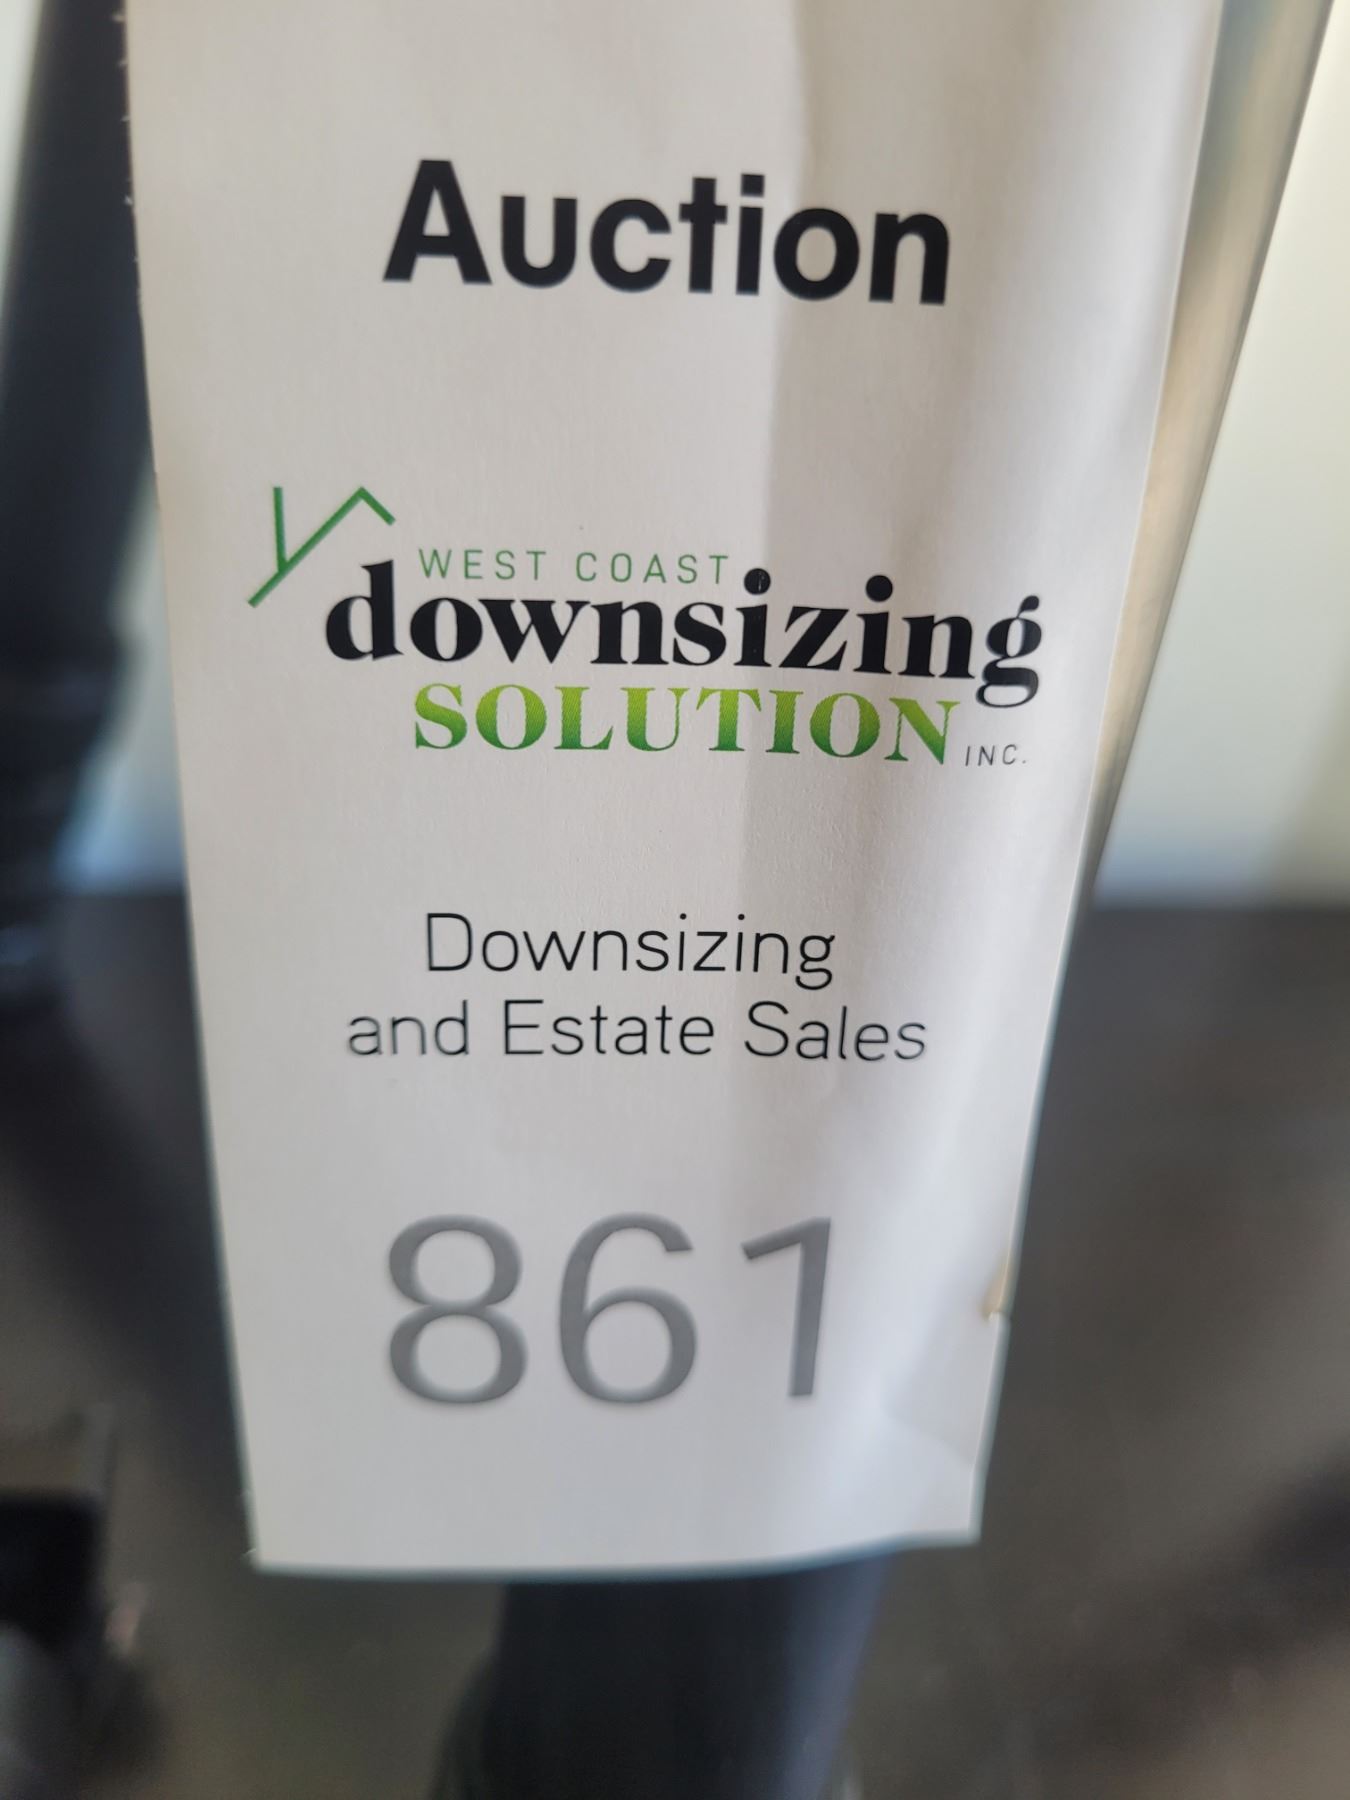 Auction
WEST COAST
downsizing
SOLUTION INC.
Downsizing
and Estate Sales
861